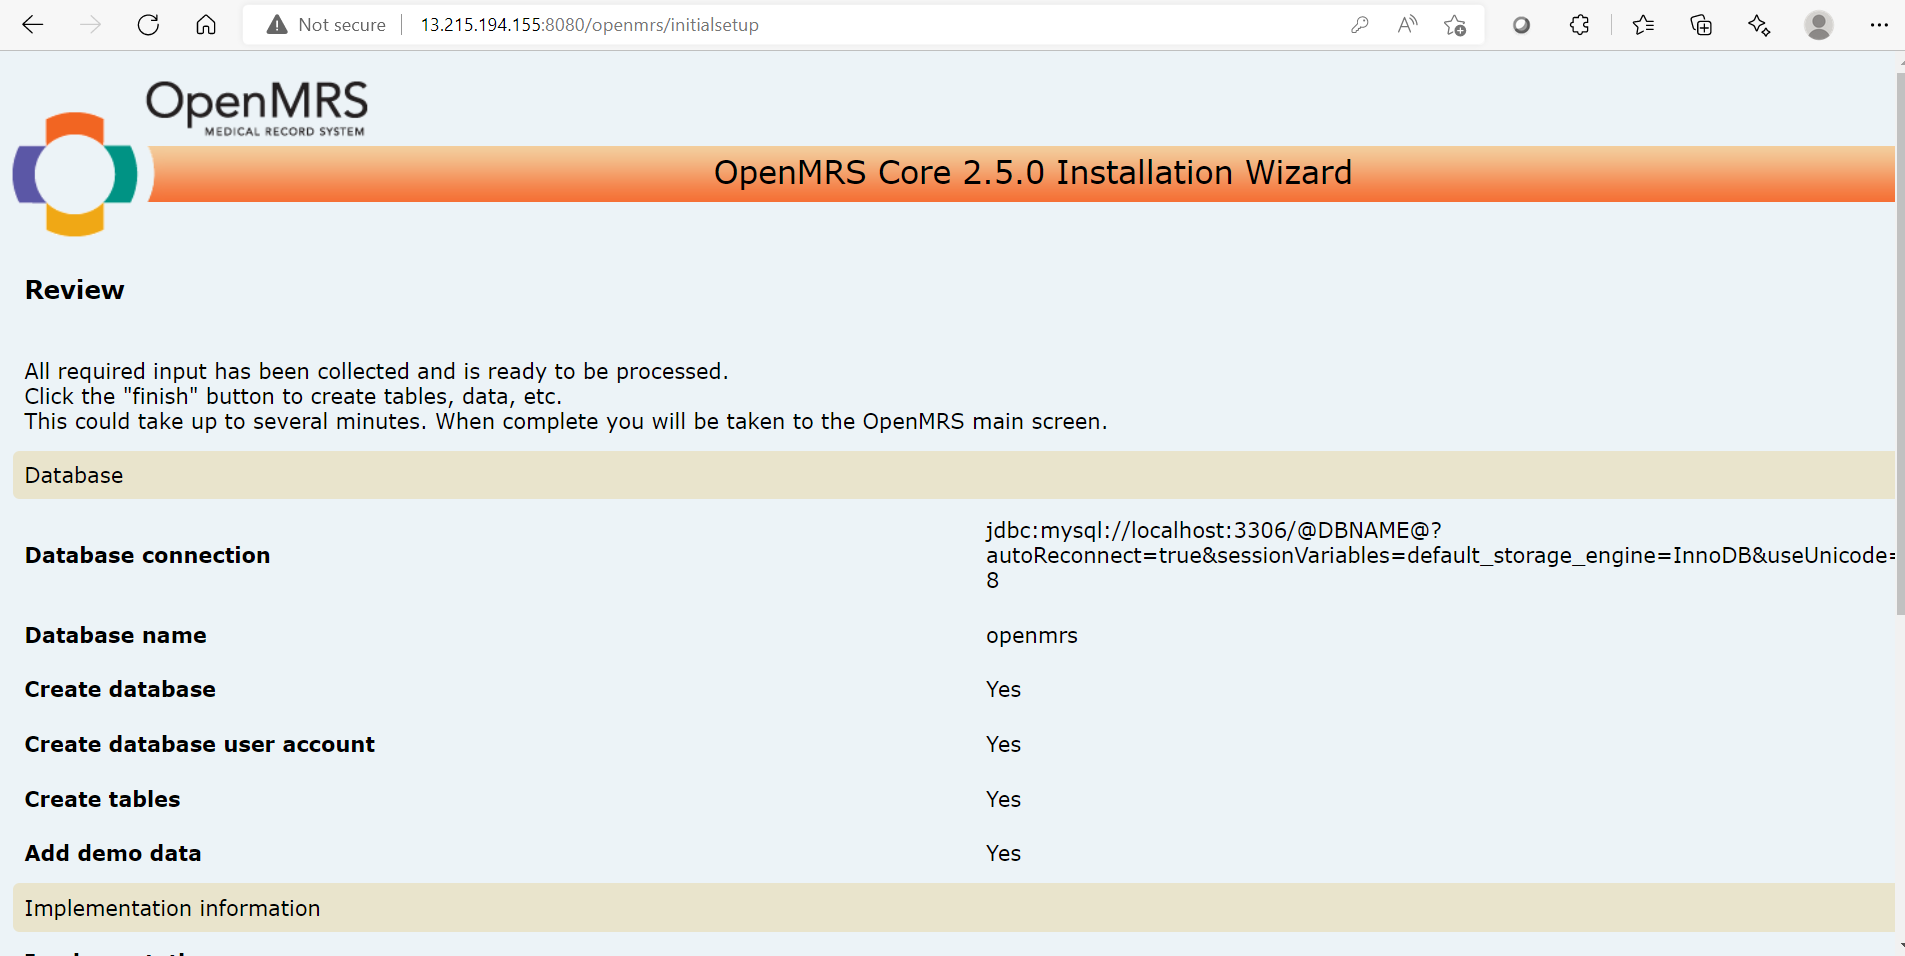 Not secure
13.215.194.155:8080/openmrs/initialsetup
OpenMRS
MEDICAL RECORD SYSTEM
OpenMRS Core 2.5.0 Installation Wizard
Review
All required input has been collected and is ready to be processed.
Click the "finish" button to create tables, data, etc.
This could take up to several minutes. When complete you will be taken to the OpenMRS main screen.
Database
Database connection
jdbc:mysql://localhost:3306/@DBNAME@?
autoReconnect=true&sessionVariables=default_storage_engine=InnoDB&useUnicode=
8
Database name
openmrs
Create database
Yes
Create database user account
Yes
Create tables
Yes
Add demo data
Yes
Implementation information